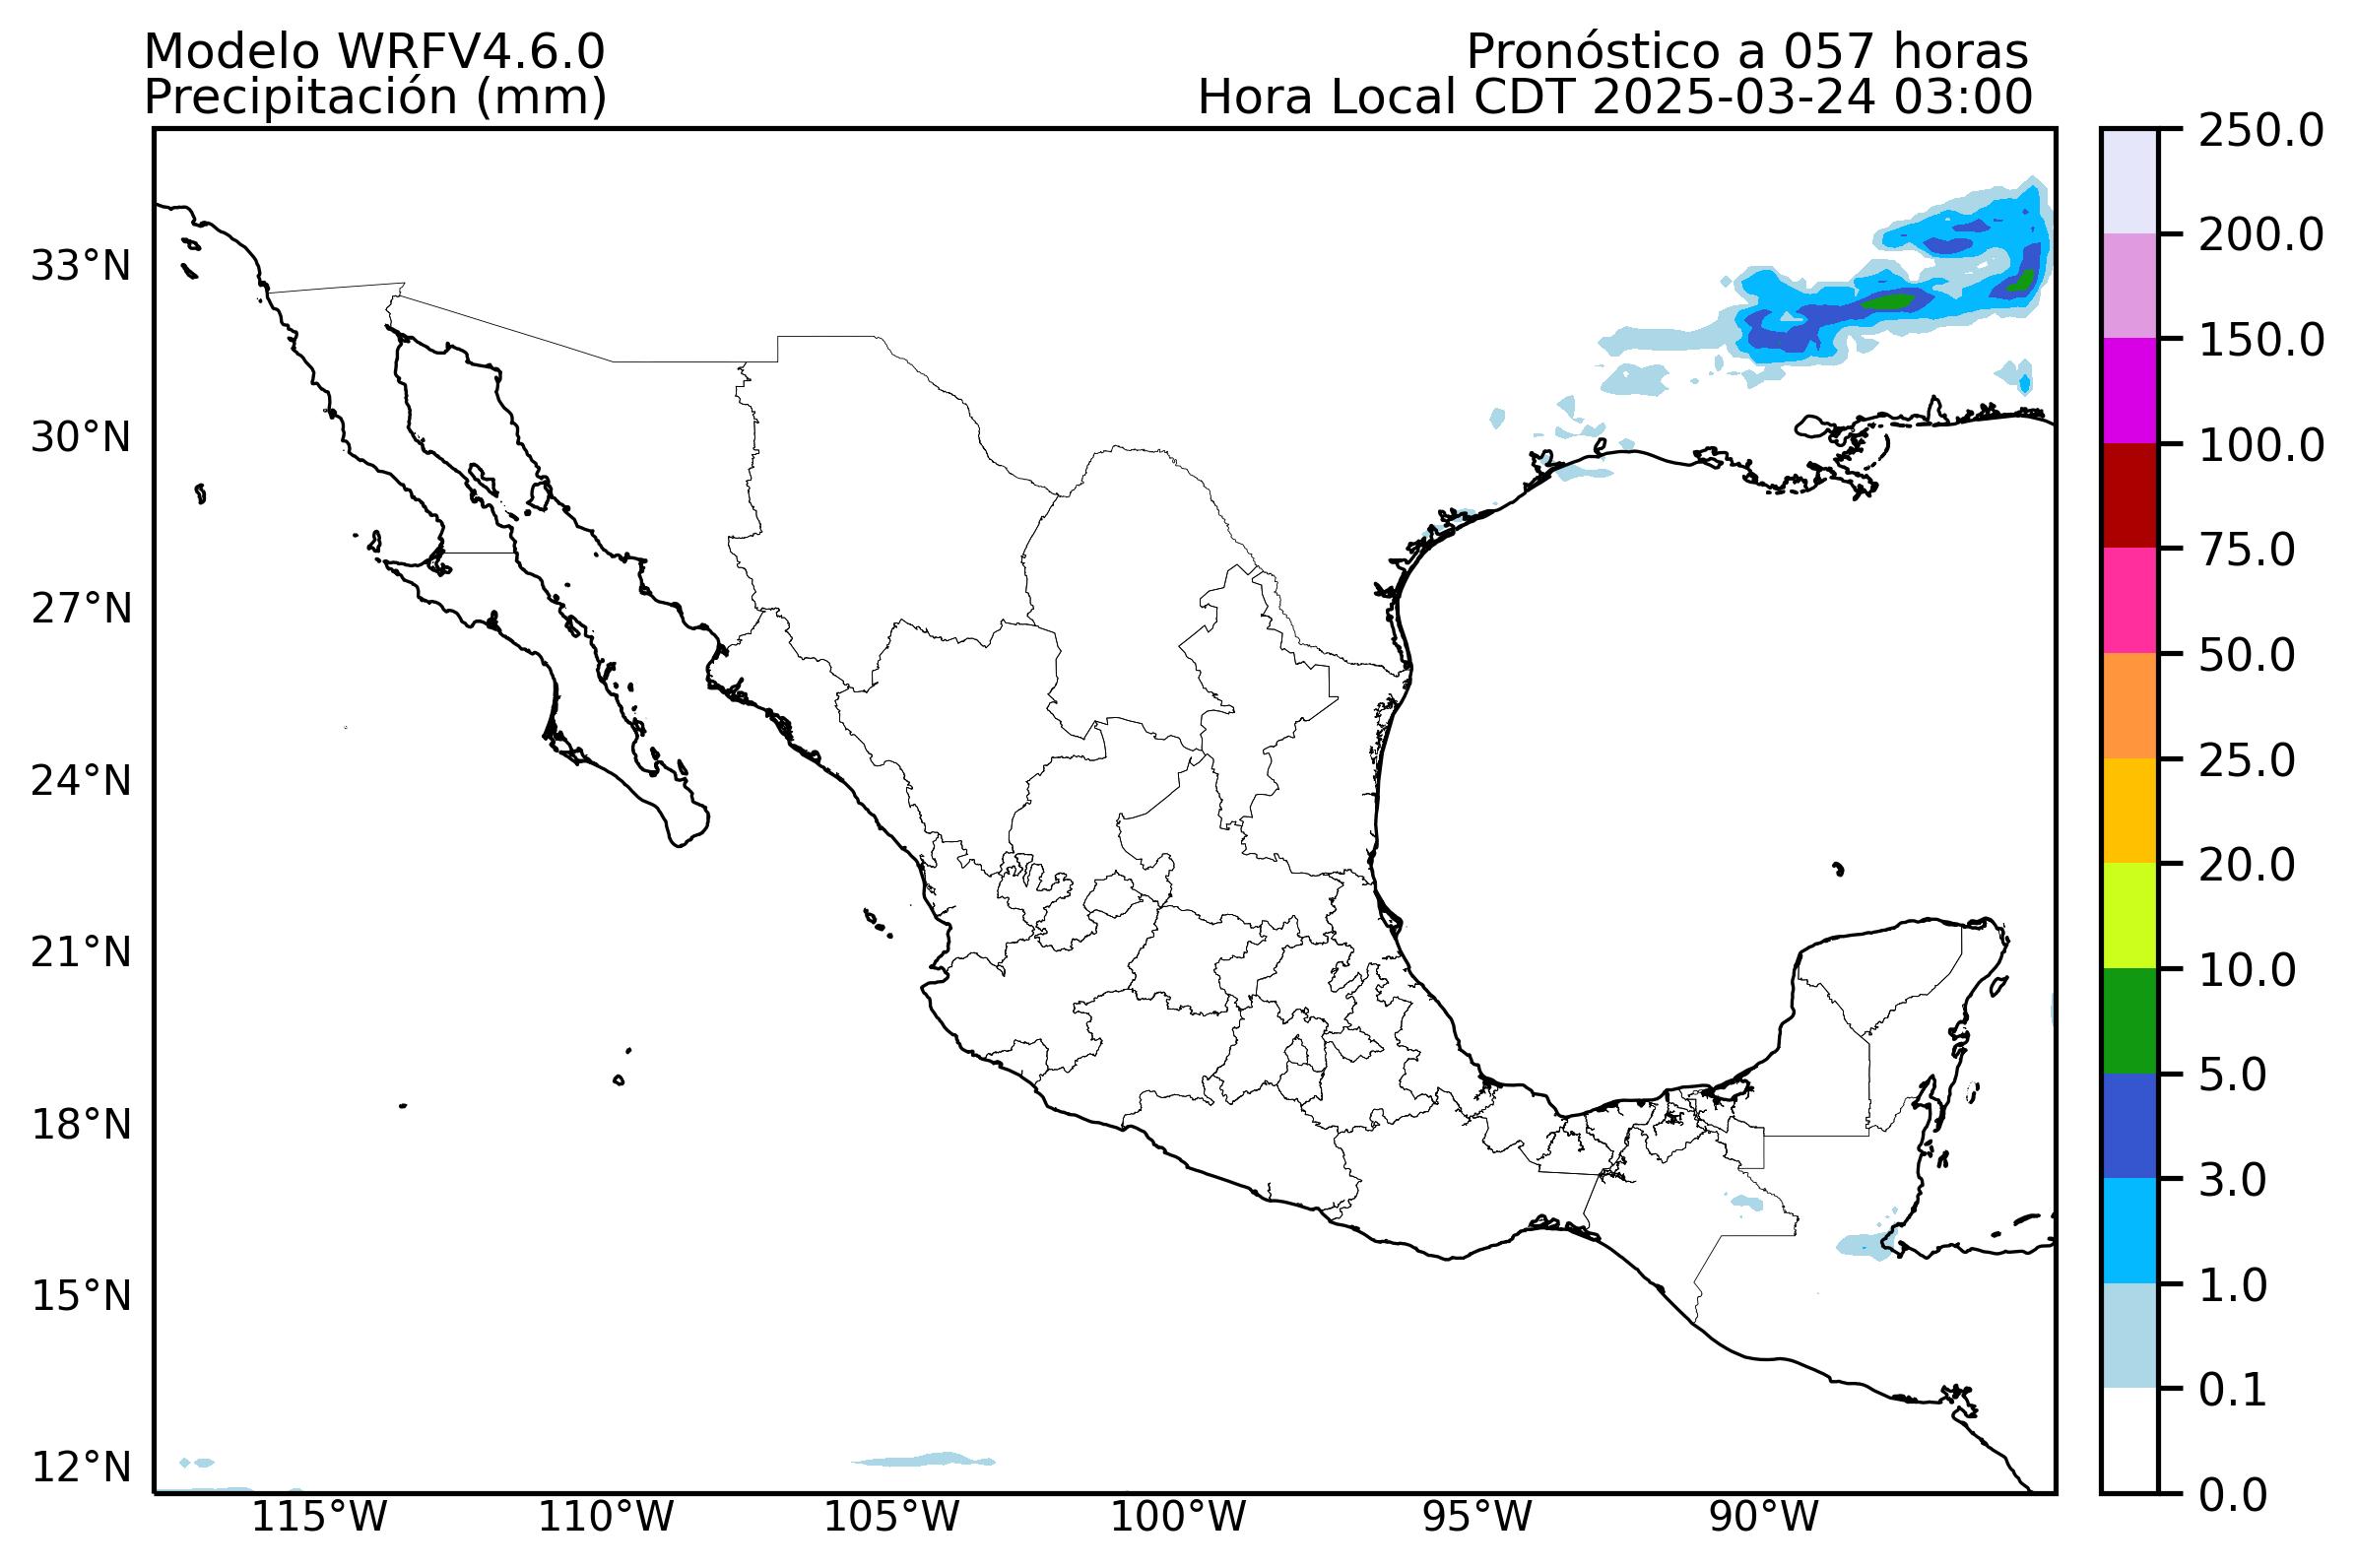 Modelo WRFV4.6.0
Precipitación (mm)
Pronóstico a 057 horas
Hora Local CDT 2025-03-24 03:00
33°N
30°N
27°N
24°N
21°N
18°N
15°N
12°N
115°W
110°W
105°W
100°W
95°W
90°W
250.0
200.0
150.0
100.0
75.0
50.0
25.0
20.0
10.0
5.0
3.0
1.0
0.1
0.0